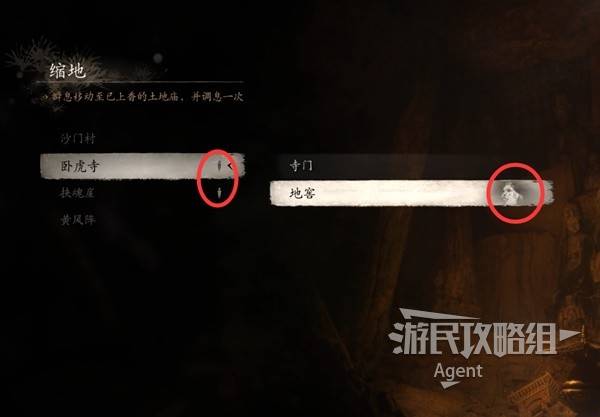 缩地
瞬息移动至已上香的土地庙，并调息一次
沙门村
卧虎寺
挟魂崖
黄风阵
寺门
地窖
游民攻略组
Agent